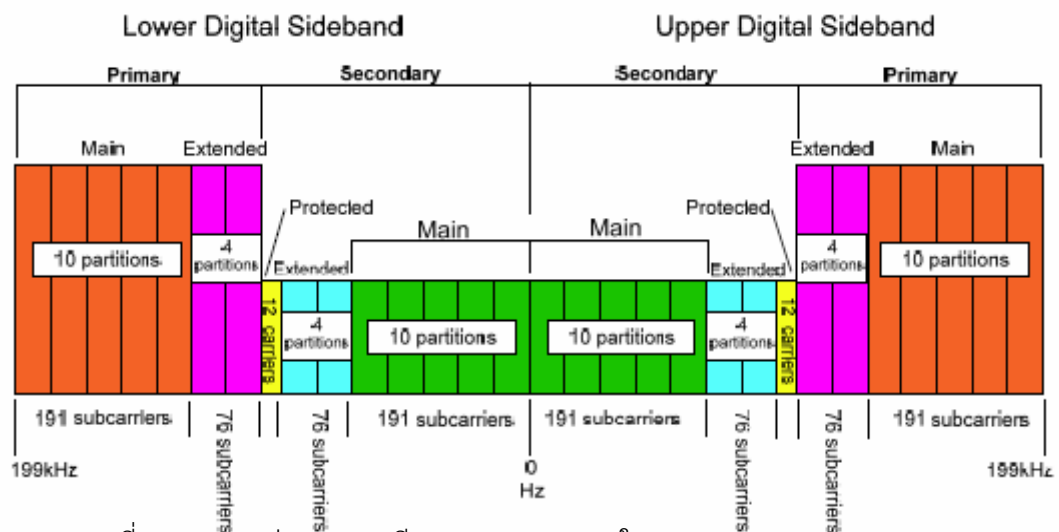 Lower Digital Sideband
Upper Digital Sideband
Primary
Secondary
Secondary
Primary
Main
Extended
Extended
Main
Protected
Protected
Main
Main
Extended
Extended
10 partitions
4
partitions
4
partitions
10 partitions
10 partitions
4
partitions
4
partitions
10 partitions
12 carriers
12 carriers
191 subcarriers
76 subcarriers
76 subcarriers
191 subcarriers
191 subcarriers
76 subcarriers
76 subcarriers
191 subcarriers
199kHz
0
Hz
199kHz